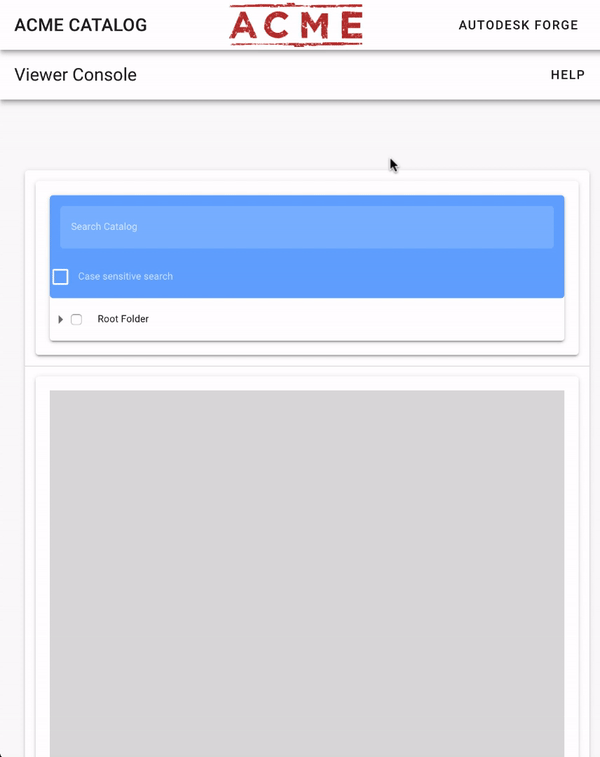 ACME CATALOG
ACME
AUTODESK FORGE
Viewer Console
HELP
Search Catalog
Case sensitive search
Root Folder